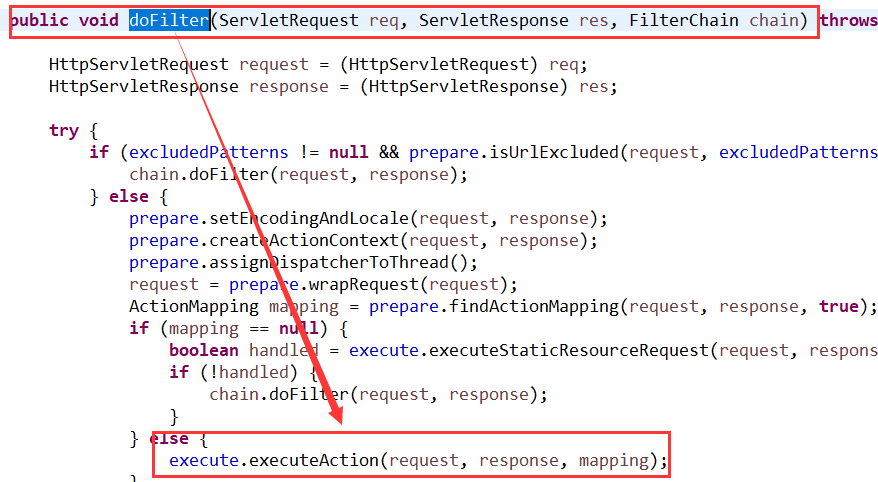 public void doFilter(ServletRequest req, ServletResponse res, FilterChain chain) throws
HttpServletRequest request = (HttpServletRequest) req;
HttpServletResponse response = (HttpServletResponse) res;
try {
if (excludedPatterns != null && prepare.isUrlExcluded(request, excludedPatterns
chain.doFilter(request, response);
} else {
prepare.setEncodingAndLocale(request, response);
prepare.createActionContext(request, response);
prepare.assignDispatcherToThread();
request = prepare.wrapRequest(request);
ActionMapping mapping = prepare.findActionMapping(request, response, true);
if (mapping == null) {
boolean handled = execute.executeStaticResourceRequest(request, respons
if (!handled) {
chain.doFilter(request, response);
}
} else {
execute.executeAction(request, response, mapping);
}